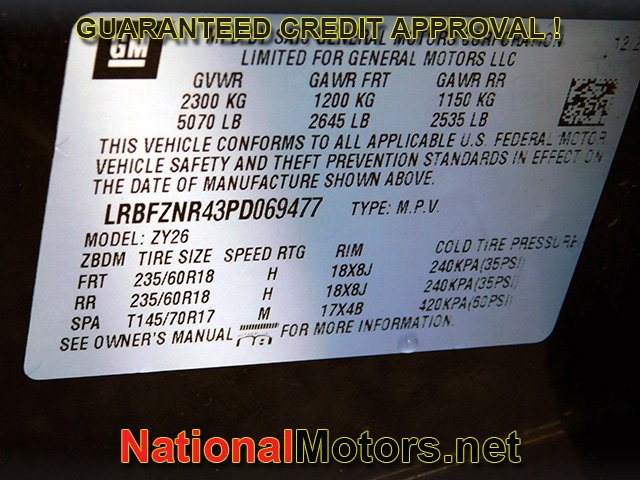 GUARANTEED CREDIT APPROVAL !
GM
SAIC GENERAL MOTORS CORPORATION
LIMITED FOR GENERAL MOTORS LLC
GVWR GAWR FRT GAWR RR
2300 KG 1200 KG 1150 KG
5070 LB 2645 LB 2535 LB
THIS VEHICLE CONFORMS TO ALL APPLICABLE U.S. FEDERAL MOTOR
VEHICLE SAFETY AND THEFT PREVENTION STANDARDS IN EFFECT ON
THE DATE OF MANUFACTURE SHOWN ABOVE.
LRBFZNR43PD069477 TYPE: M.P.V.
MODEL: ZY26
ZBDM TIRE SIZE SPEED RTG RIM COLD TIRE PRESSURE
FRT 235/60R18 H 18X8J 240KPA(35PSI)
RR 235/60R18 H 18X8J 240KPA(35PSI)
SPA T145/70R17 M 17X4B 420KPA(60PSI)
SEE OWNER'S MANUAL FOR MORE INFORMATION.
NationalMotors.net